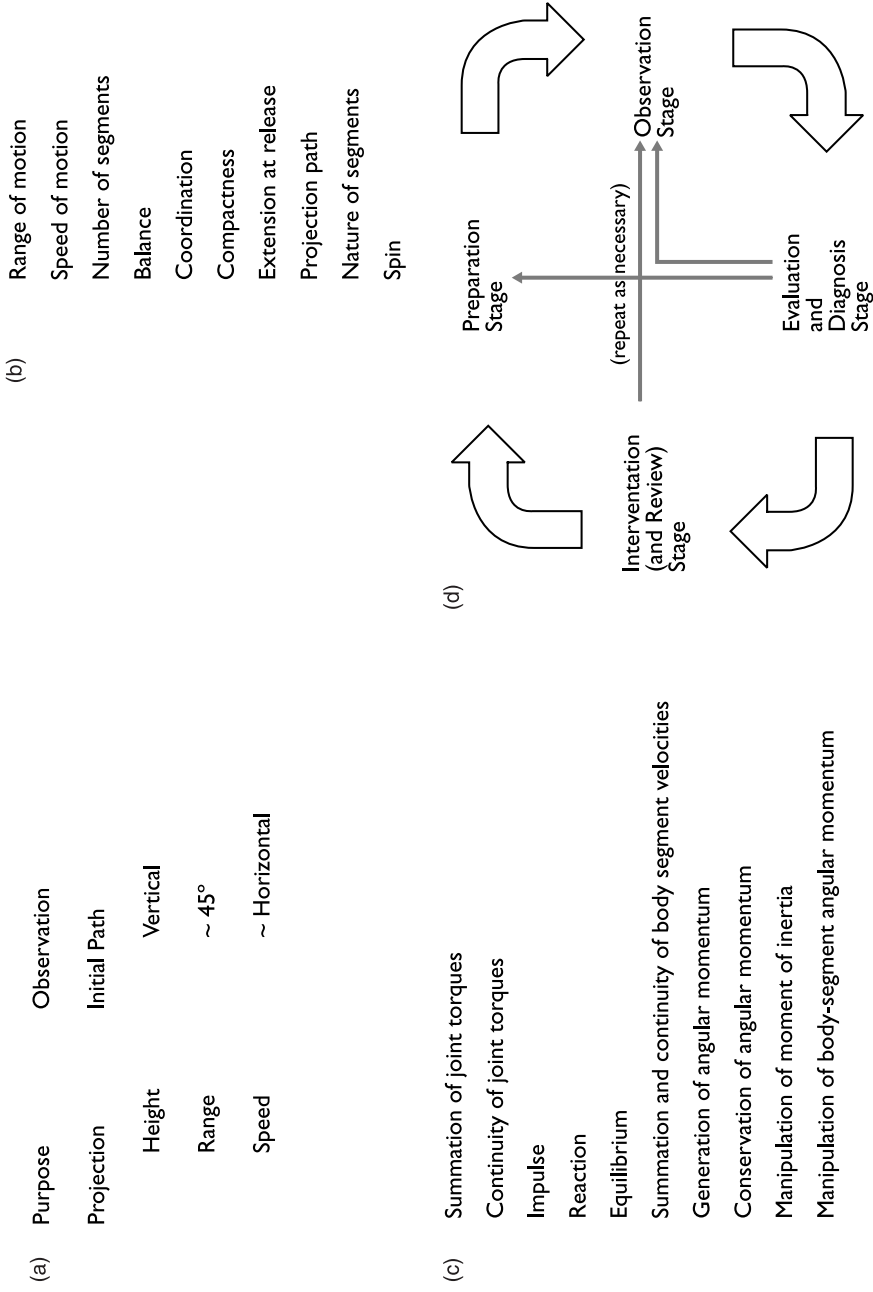 (a)
Purpose Observation
Projection Initial Path
Height Vertical
Range ~ 45°
Speed ~ Horizontal
(b)
Range of motion
Speed of motion
Number of segments
Balance
Coordination
Compactness
Extension at release
Projection path
Nature of segments
Spin
(c)
Summation of joint torques
Continuity of joint torques
Impulse
Reaction
Equilibrium
Summation and continuity of body segment velocities
Generation of angular momentum
Conservation of angular momentum
Manipulation of moment of inertia
Manipulation of body-segment angular momentum
(d)
Preparation
Stage
(repeat as necessary)
Observation
Stage
Intervention
(and Review)
Stage
Evaluation
and
Diagnosis
Stage